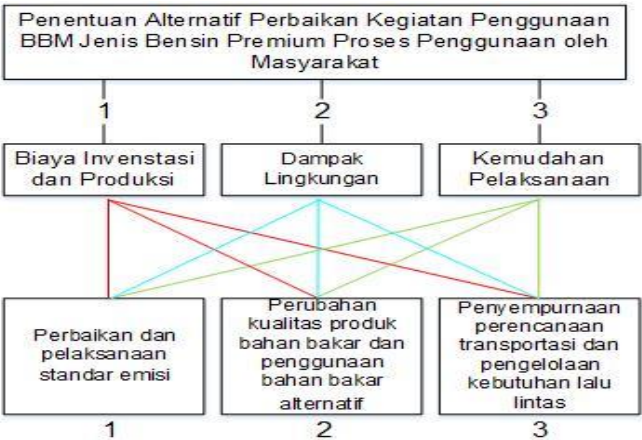 Penentuan Alternatif Perbaikan Kegiatan Penggunaan
BBM Jenis Bensin Premium Proses Penggunaan oleh
Masyarakat
1
2
3
Biaya Invenstasi
dan Produksi
Dampak
Lingkungan
Kemudahan
Pelaksanaan
Perbaikan dan
pelaksanaan
standar emisi
Perubahan
kualitas produk
bahan bakar dan
penggunaan
bahan bakar
alternatif
Penyempurnaan
perencanaan
transportasi dan
pengelolaan
kebutuhan lalu
lintas
1
2
3